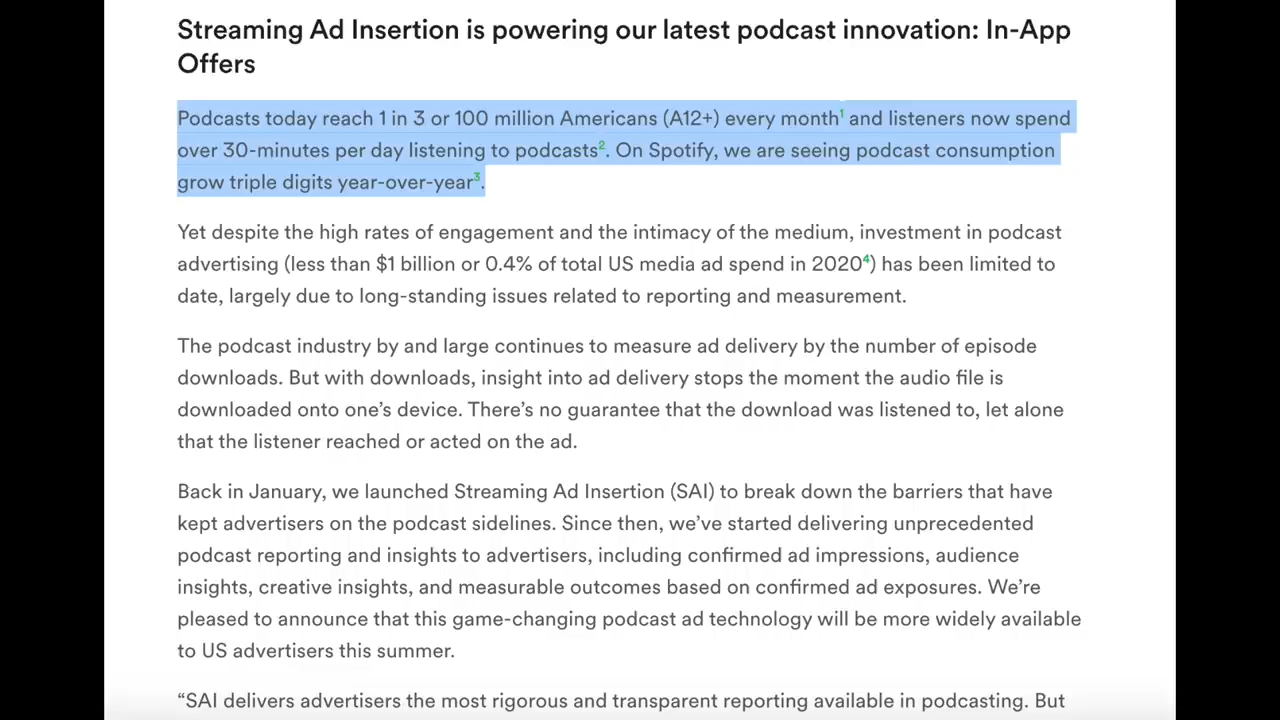 Streaming Ad Insertion is powering our latest podcast innovation: In-App
Offers
Podcasts today reach 1 in 3 or 100 million Americans (A12+) every month¹ and listeners now spend
over 30-minutes per day listening to podcasts². On Spotify, we are seeing podcast consumption
grow triple digits year-over-year³.
Yet despite the high rates of engagement and the intimacy of the medium, investment in podcast
advertising (less than $1 billion or 0.4% of total US media ad spend in 2020⁴) has been limited to
date, largely due to long-standing issues related to reporting and measurement.
The podcast industry by and large continues to measure ad delivery by the number of episode
downloads. But with downloads, insight into ad delivery stops the moment the audio file is
downloaded onto one’s device. There’s no guarantee that the download was listened to, let alone
that the listener reached or acted on the ad.
Back in January, we launched Streaming Ad Insertion (SAI) to break down the barriers that have
kept advertisers on the podcast sidelines. Since then, we’ve started delivering unprecedented
podcast reporting and insights to advertisers, including confirmed ad impressions, audience
insights, creative insights, and measurable outcomes based on confirmed ad exposures. We’re
pleased to announce that this game-changing podcast ad technology will be more widely available
to US advertisers this summer.
“SAI delivers advertisers the most rigorous and transparent reporting available in podcasting. But